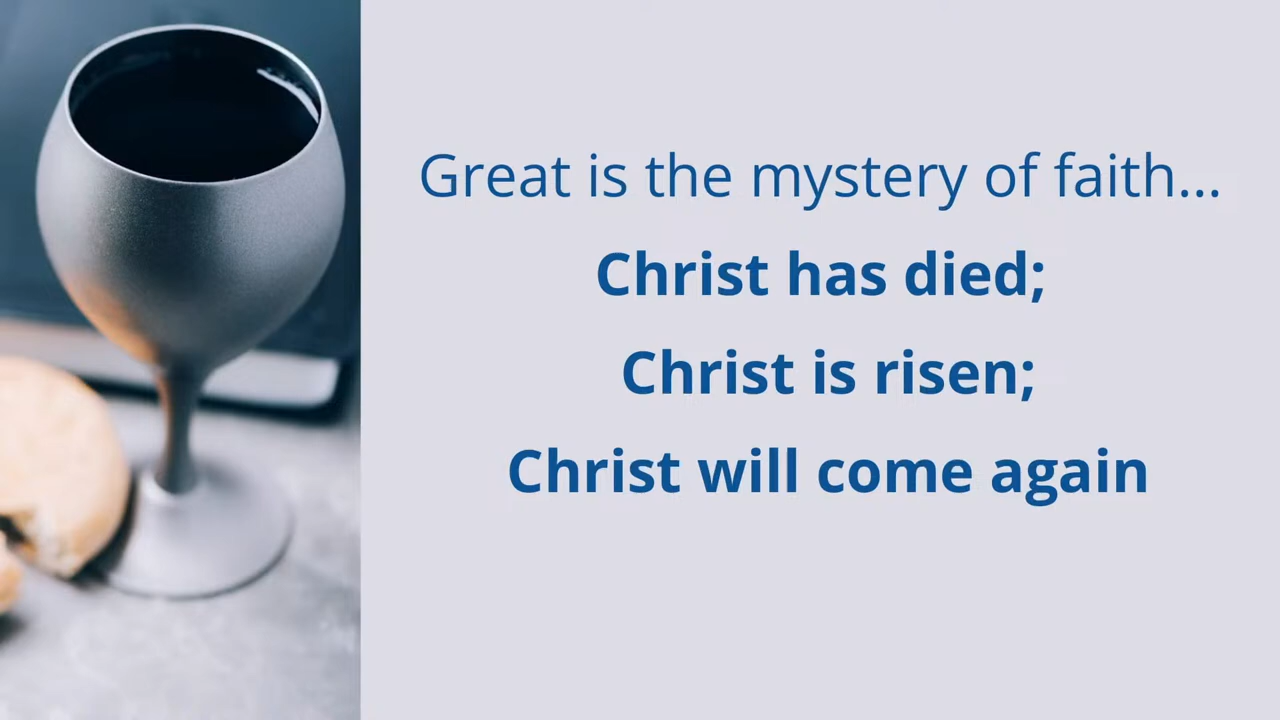 Great is the mystery of faith...
Christ has died;
Christ is risen;
Christ will come again